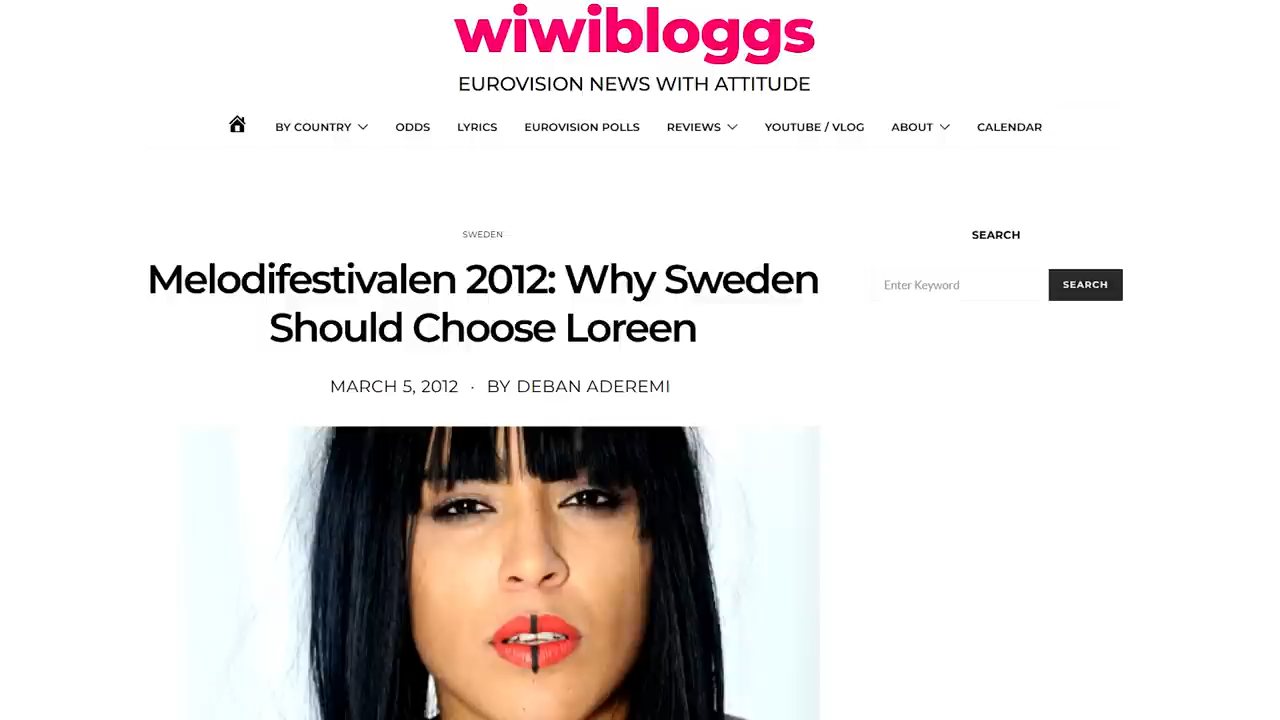 wiwibloggs
EUROVISION NEWS WITH ATTITUDE
BY COUNTRY ODDS LYRICS EUROVISION POLLS REVIEWS YOUTUBE / VLOG ABOUT CALENDAR
SWEDEN
Melodifestivalen 2012: Why Sweden
Should Choose Loreen
MARCH 5, 2012 · BY DEBAN ADEREMI
SEARCH
Enter Keyword SEARCH